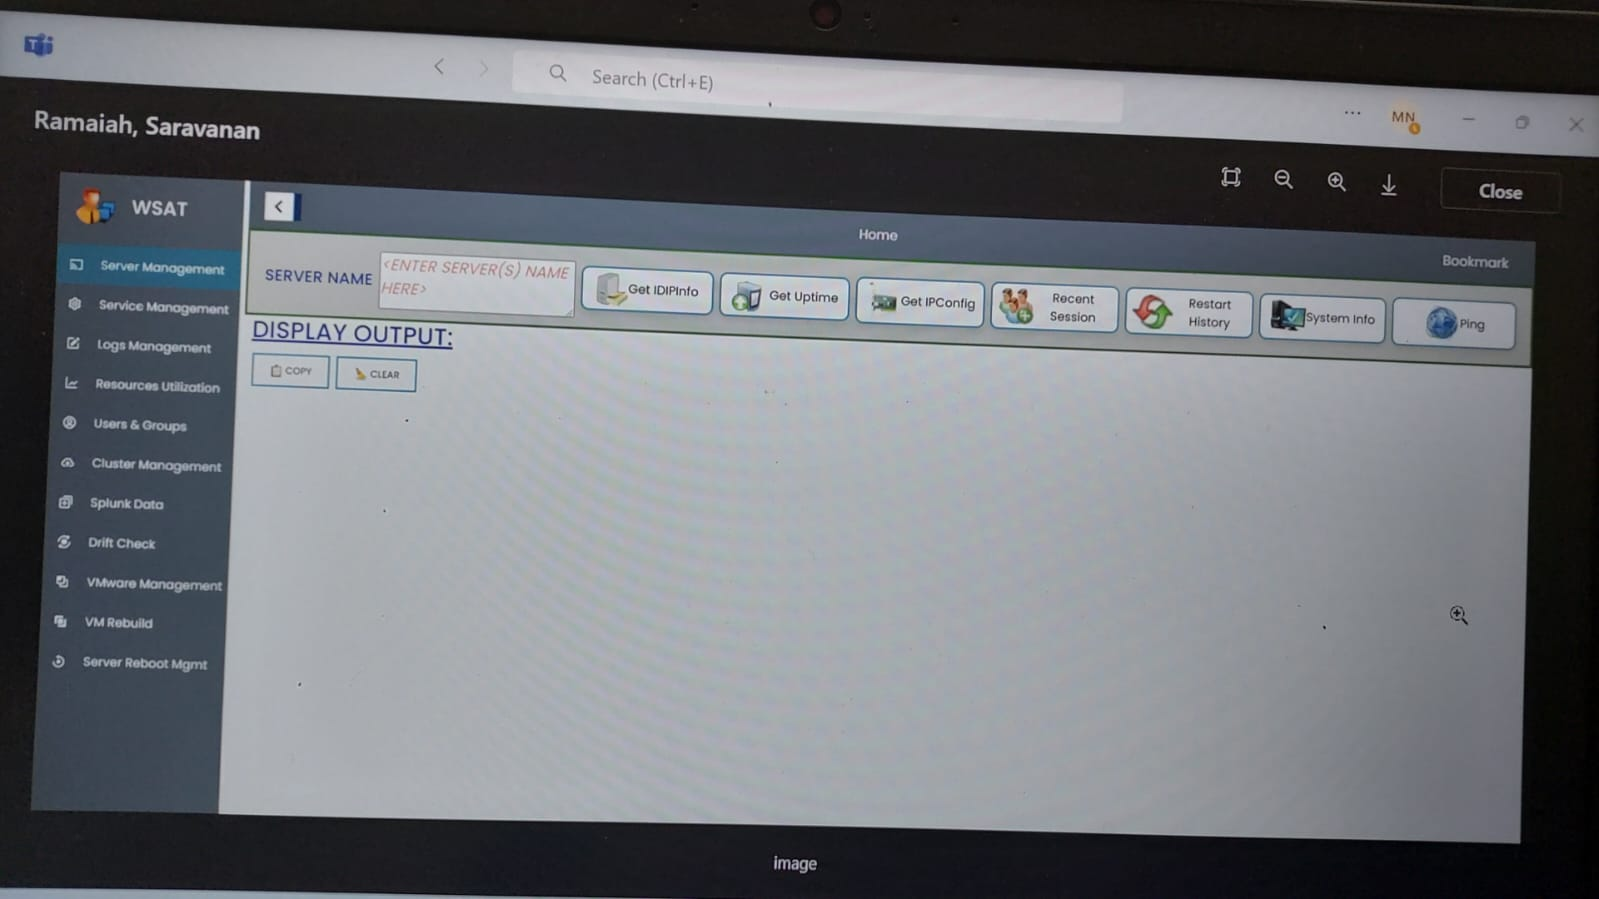 Search (Ctrl+E)
MN
Ramaiah, Saravanan
Close
WSAT
Home
Bookmark
Server Management
Service Management
Logs Management
Resources Utilization
Users & Groups
Cluster Management
Splunk Data
Drift Check
VMware Management
VM Rebuild
Server Reboot Mgmt
SERVER NAME
<ENTER SERVER(S) NAME
HERE>
Get IDIPInfo
Get Uptime
Get IPConfig
Recent
Session
Restart
History
System Info
Ping
DISPLAY OUTPUT:
COPY
CLEAR
image